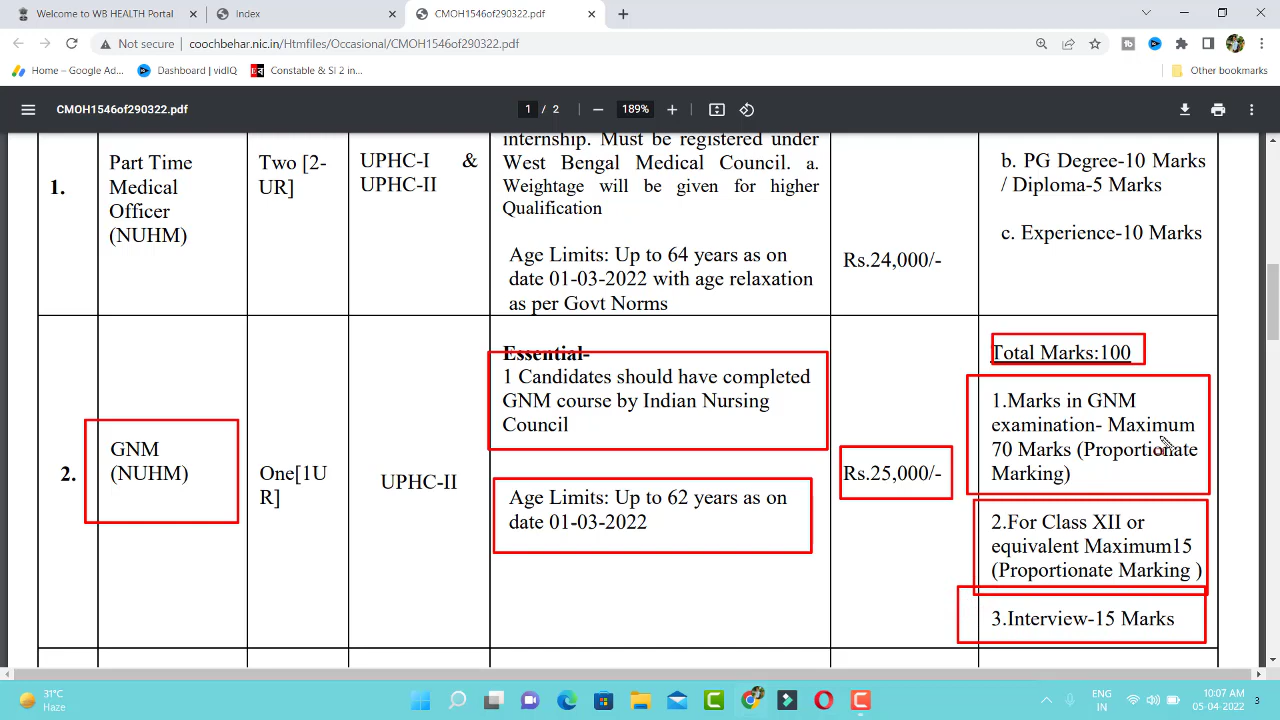 Welcome to WB HEALTH Portal
Index
CMOH1546of290322.pdf
Not secure
coochbehar.nic.in/Htmfiles/Occasional/CMOH1546of290322.pdf
Home – Google Ad...
Dashboard | vidIQ
Constable & SI 2 in...
Other bookmarks
CMOH1546of290322.pdf
1 / 2
189%
1.
Part Time
Medical
Officer
(NUHM)
Two [2-
UR]
UPHC-I &
UPHC-II
internship. Must be registered under
West Bengal Medical Council. a.
Weightage will be given for higher
Qualification
Age Limits: Up to 64 years as on
date 01-03-2022 with age relaxation
as per Govt Norms
Rs.24,000/-
b. PG Degree-10 Marks
/ Diploma-5 Marks
c. Experience-10 Marks
2.
GNM
(NUHM)
One[1U
R]
UPHC-II
Essential-
1 Candidates should have completed
GNM course by Indian Nursing
Council
Age Limits: Up to 62 years as on
date 01-03-2022
Rs.25,000/-
Total Marks:100
1.Marks in GNM
examination- Maximum
70 Marks (Proportionate
Marking)
2.For Class XII or
equivalent Maximum15
(Proportionate Marking )
3.Interview-15 Marks
31°C
Haze
ENG
IN
10:07 AM
05-04-2022
3